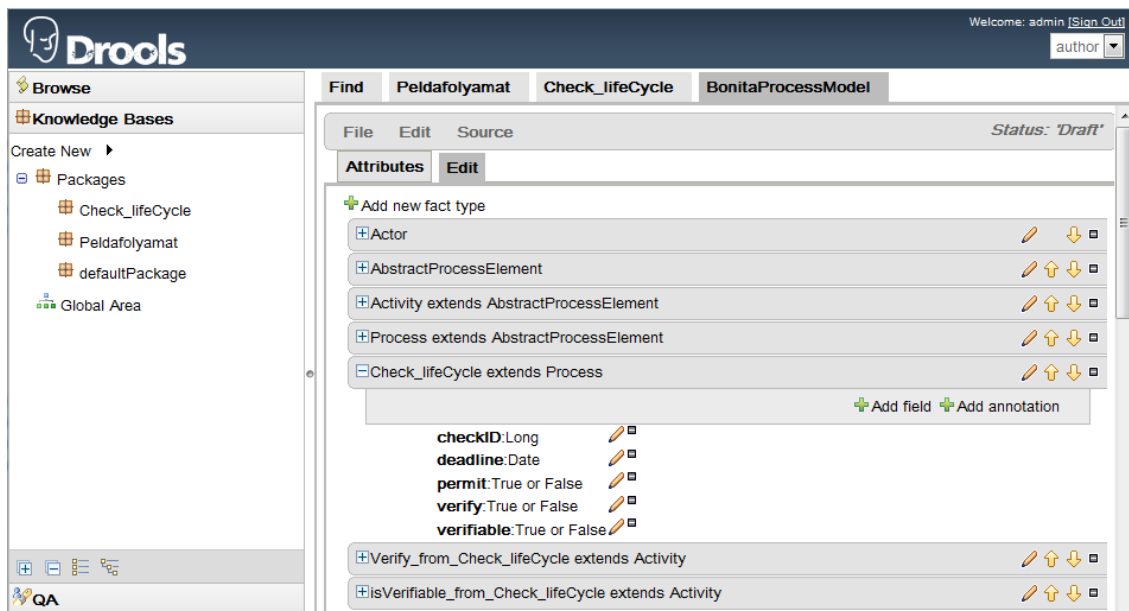 Welcome: admin [Sign Out]
Drools
author
Browse
Knowledge Bases
Create New
Packages
Check_lifeCycle
Peldafolyamat
defaultPackage
Global Area
QA
Find Peldafolyamat Check_lifeCycle BonitaProcessModel
File Edit Source Status: 'Draft'
Attributes Edit
Add new fact type
Actor
AbstractProcessElement
Activity extends AbstractProcessElement
Process extends AbstractProcessElement
Check_lifeCycle extends Process
Add field Add annotation
checkID:Long
deadline:Date
permit:True or False
verify:True or False
verifiable:True or False
Verify_from_Check_lifeCycle extends Activity
isVerifiable_from_Check_lifeCycle extends Activity